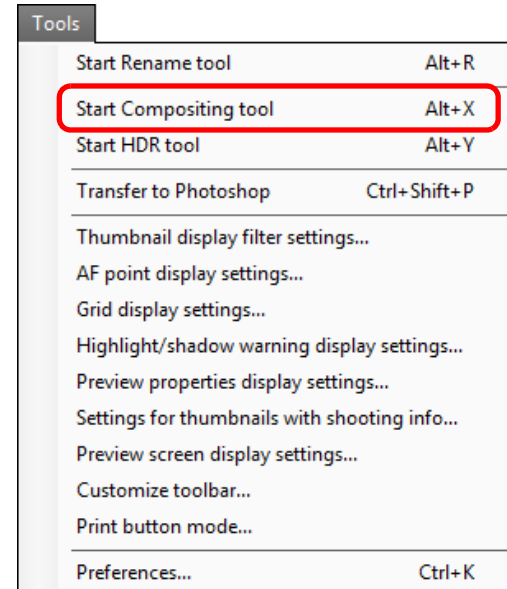 Tools
Start Rename tool Alt+R
Start Compositing tool Alt+X
Start HDR tool Alt+Y
Transfer to Photoshop Ctrl+Shift+P
Thumbnail display filter settings...
AF point display settings...
Grid display settings...
Highlight/shadow warning display settings...
Preview properties display settings...
Settings for thumbnails with shooting info...
Preview screen display settings...
Customize toolbar...
Print button mode...
Preferences... Ctrl+K